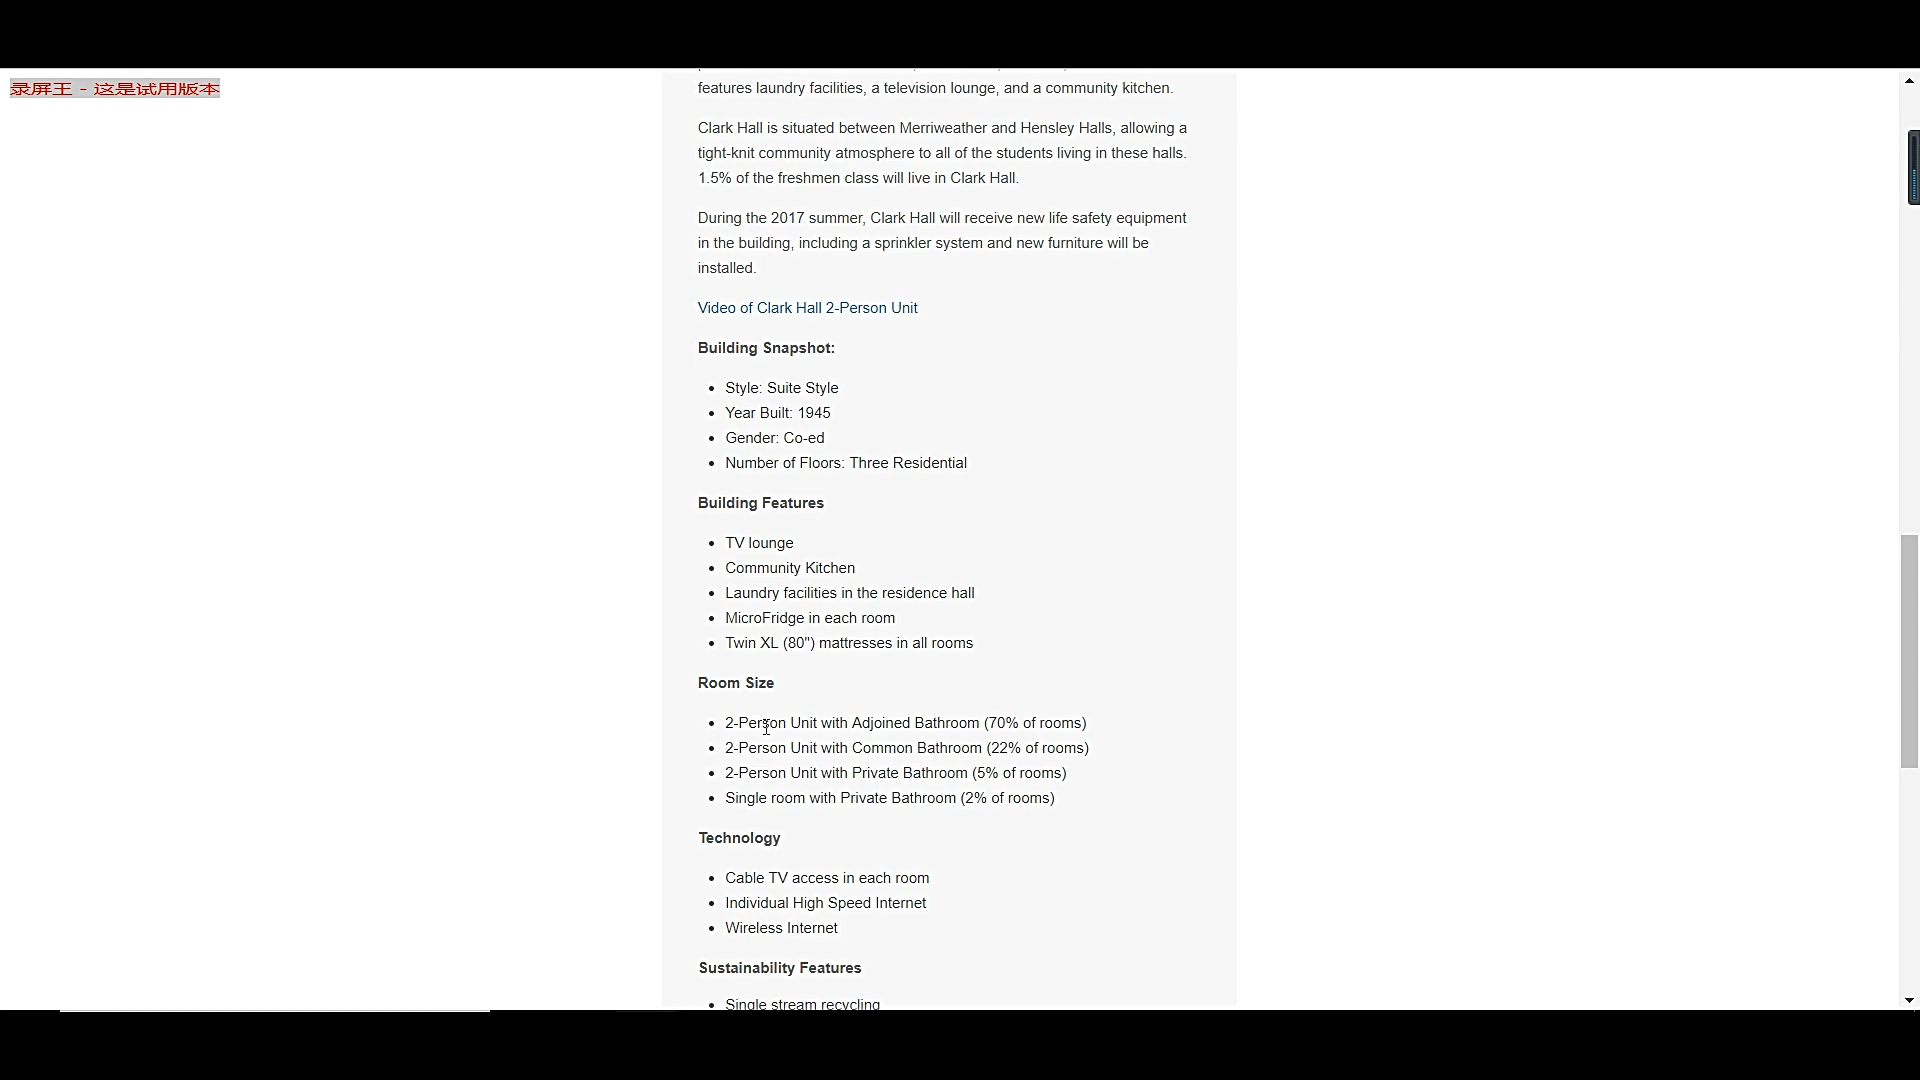 录屏王 - 这是试用版本
features laundry facilities, a television lounge, and a community kitchen.
Clark Hall is situated between Merriweather and Hensley Halls, allowing a
tight-knit community atmosphere to all of the students living in these halls.
1.5% of the freshmen class will live in Clark Hall.
During the 2017 summer, Clark Hall will receive new life safety equipment
in the building, including a sprinkler system and new furniture will be
installed.
Video of Clark Hall 2-Person Unit
Building Snapshot:
Style: Suite Style
Year Built: 1945
Gender: Co-ed
Number of Floors: Three Residential
Building Features
TV lounge
Community Kitchen
Laundry facilities in the residence hall
MicroFridge in each room
Twin XL (80") mattresses in all rooms
Room Size
2-Person Unit with Adjoined Bathroom (70% of rooms)
2-Person Unit with Common Bathroom (22% of rooms)
2-Person Unit with Private Bathroom (5% of rooms)
Single room with Private Bathroom (2% of rooms)
Technology
Cable TV access in each room
Individual High Speed Internet
Wireless Internet
Sustainability Features
Single stream recycling